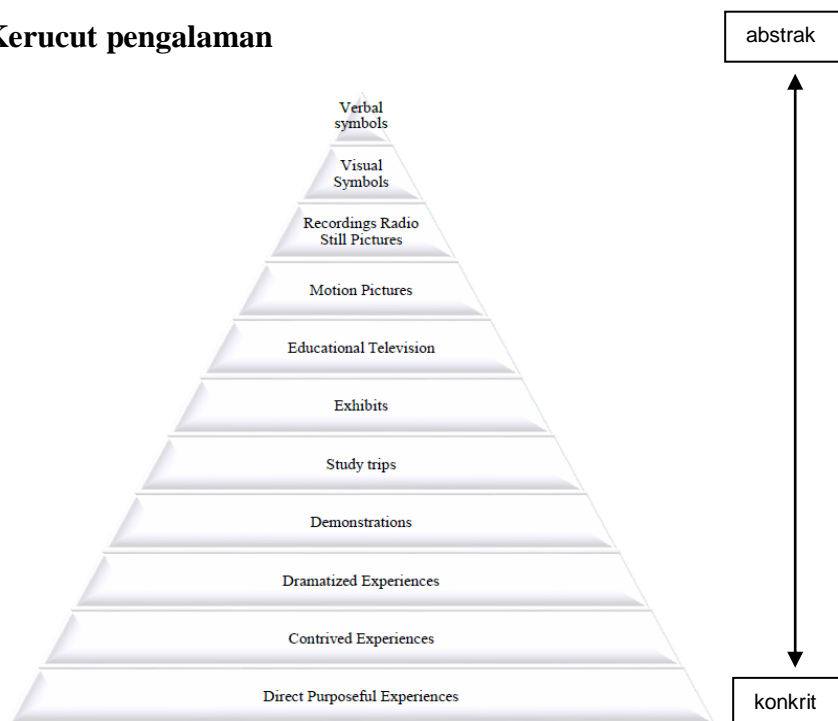 Kerucut pengalaman
abstrak
Verbal
symbols
Visual
Symbols
Recordings Radio
Still Pictures
Motion Pictures
Educational Television
Exhibits
Study trips
Demonstrations
Dramatized Experiences
Contrived Experiences
Direct Purposeful Experiences
konkrit